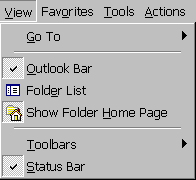 View Favorites Tools Actions
Go To
Outlook Bar
Folder List
Show Folder Home Page
Toolbars
Status Bar